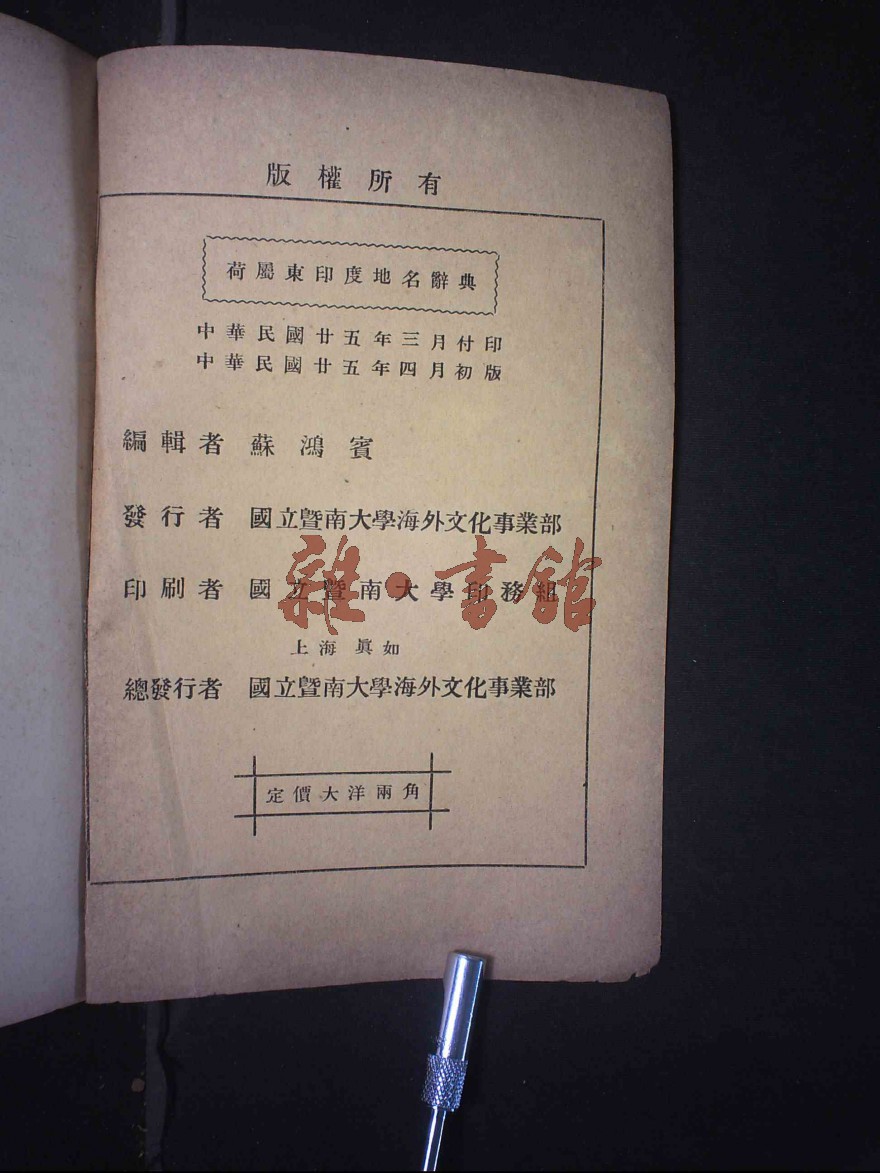 版權所有
荷屬東印度地名辭典
中華民國廿五年三月付印
中華民國廿五年四月初版
編輯者 蘇鴻賓
發行者 國立暨南大學海外文化事業部
印刷者 國立暨南大學印務組
雜·書館
上海 眞如
總發行者 國立暨南大學海外文化事業部
定價大洋兩角